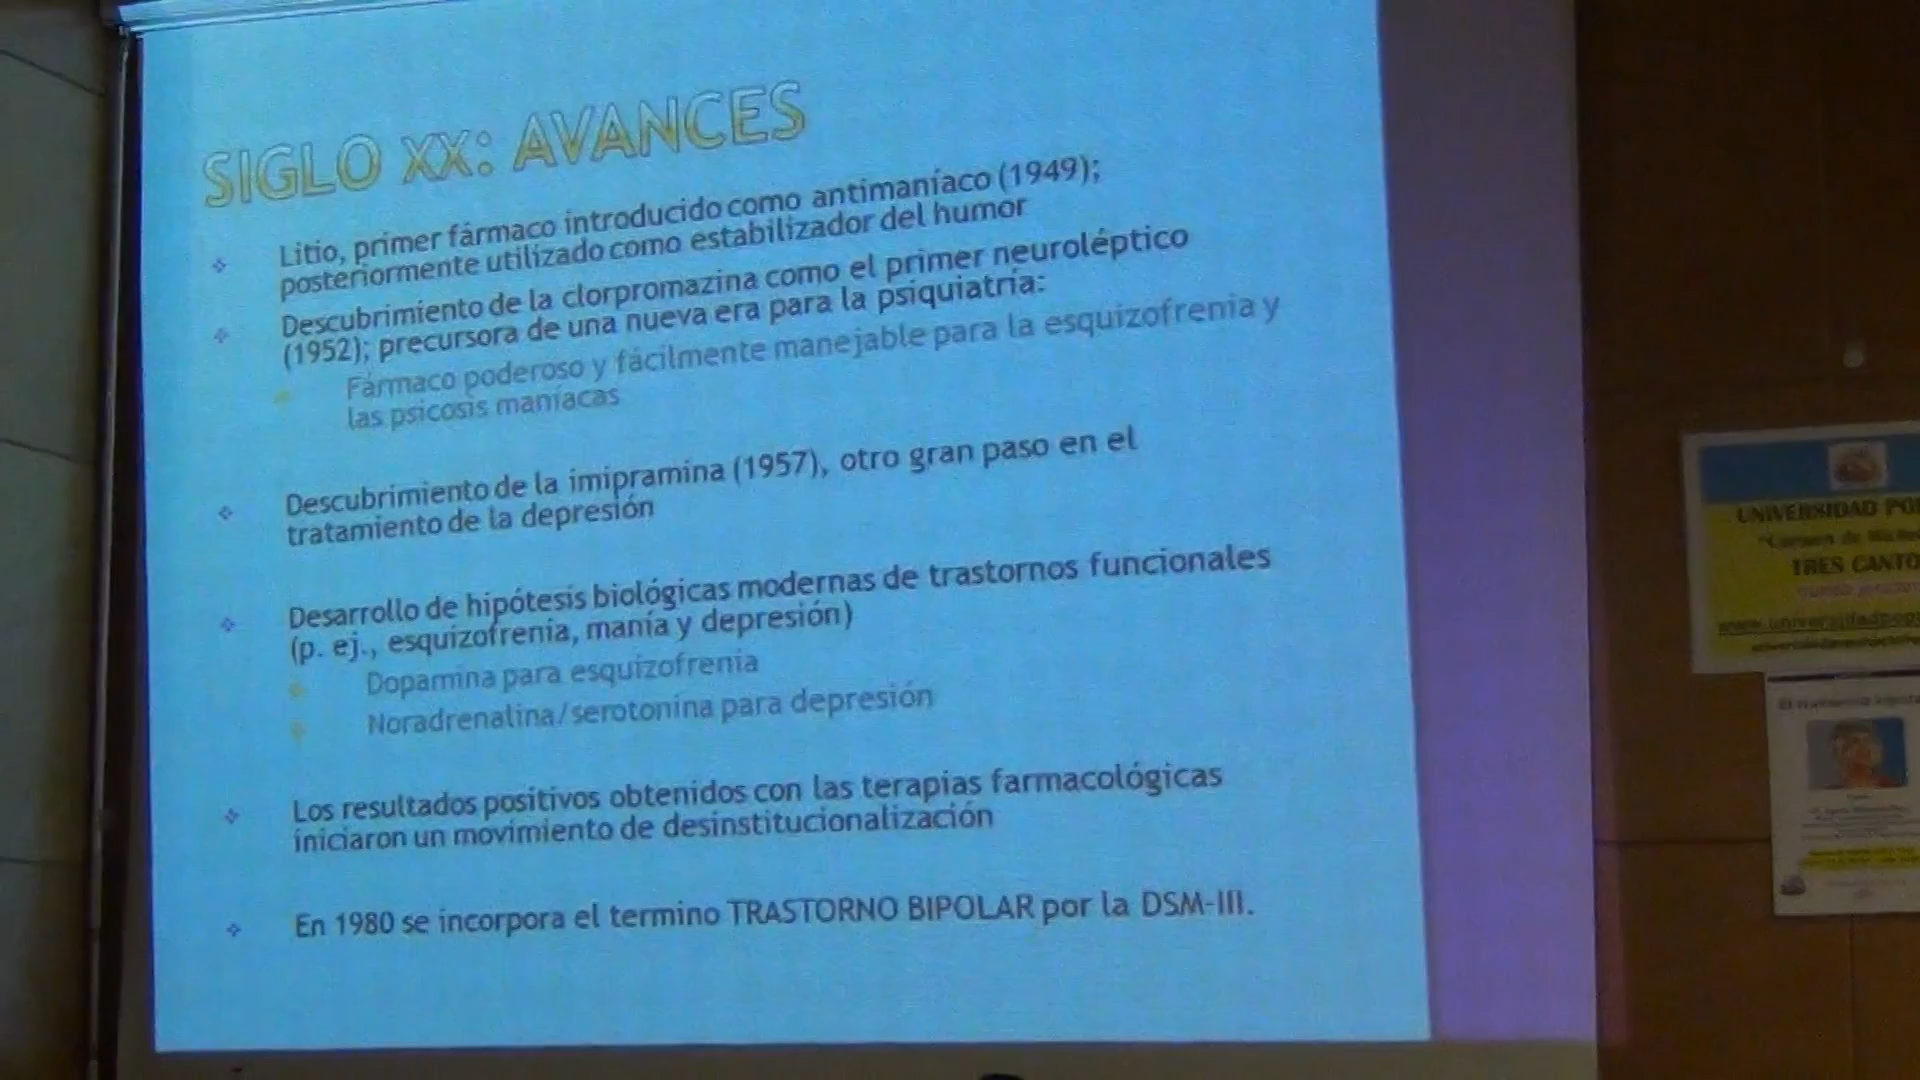 SIGLO XX: AVANCES
Litio, primer fármaco introducido como antimaníaco (1949);
posteriormente utilizado como estabilizador del humor
Descubrimiento de la clorpromazina como el primer neuroléptico
(1952); precursora de una nueva era para la psiquiatría:
Fármaco poderoso y fácilmente manejable para la esquizofrenia y
las psicosis maníacas
Descubrimiento de la imipramina (1957), otro gran paso en el
tratamiento de la depresión
Desarrollo de hipótesis biológicas modernas de trastornos funcionales
(p. ej., esquizofrenia, manía y depresión)
Dopamina para esquizofrenia
Noradrenalina/serotonina para depresión
Los resultados positivos obtenidos con las terapias farmacológicas
iniciaron un movimiento de desinstitucionalización
En 1980 se incorpora el termino TRASTORNO BIPOLAR por la DSM-III.
UNIVERSIDAD PO
TRES CANTO